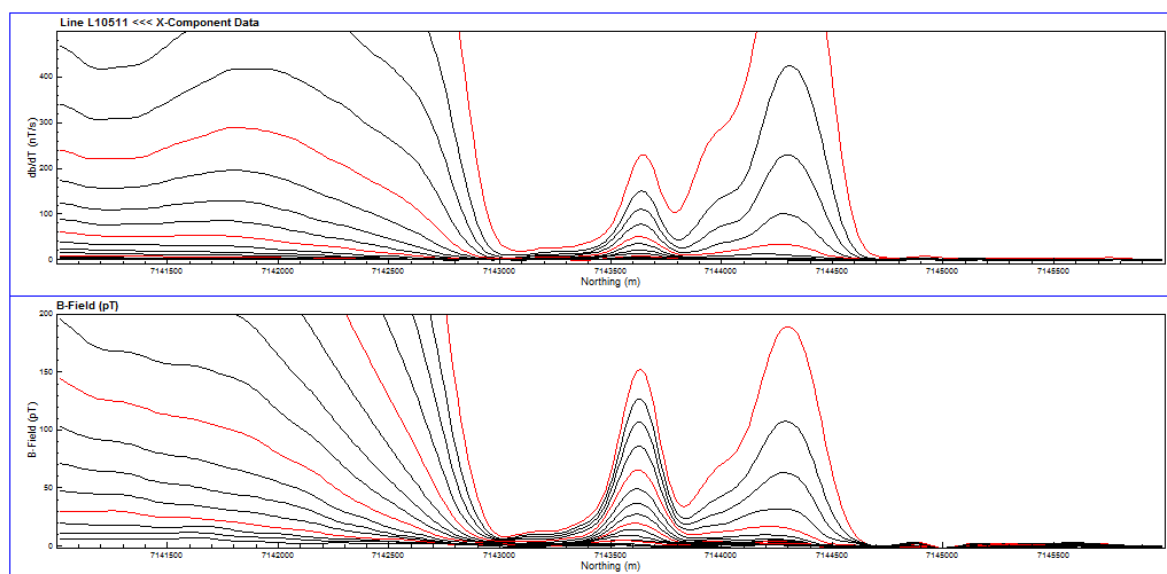 Line L10511 <<< X-Component Data
400
300
200
100
0
db/dT (nT/s)
7141500 7142000 7142500 7143000 7143500 7144000 7144500 7145000 7145500
Northing (m)
B-Field (pT)
200
150
100
50
0
B-Field (pT)
7141500 7142000 7142500 7143000 7143500 7144000 7144500 7145000 7145500
Northing (m)